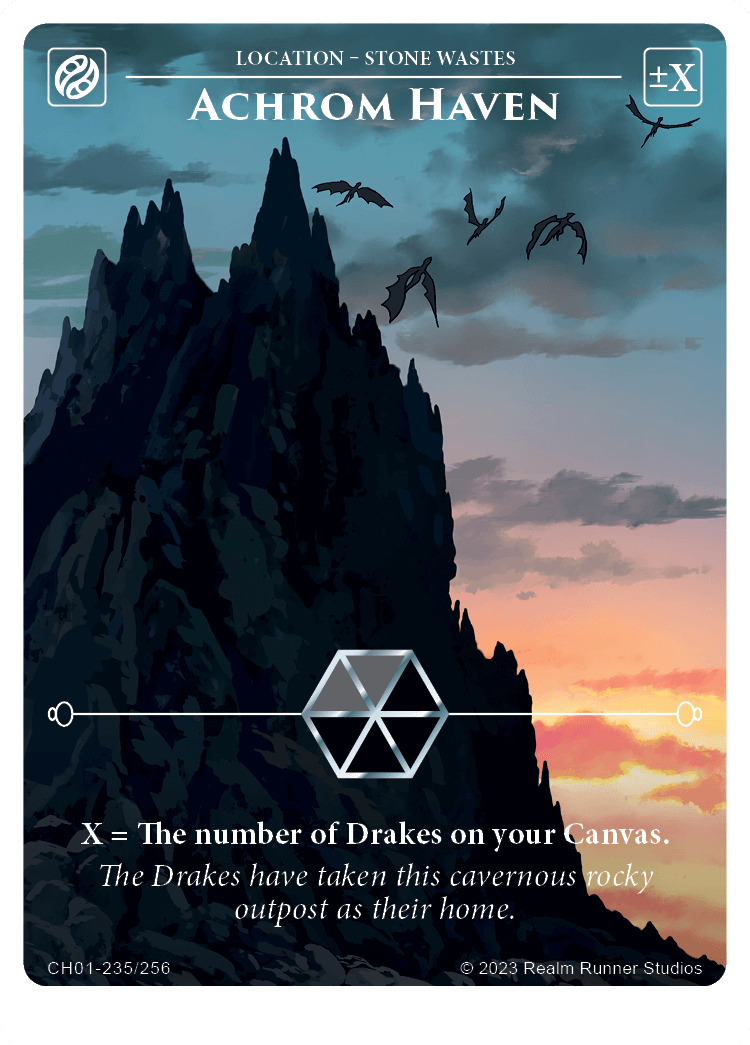 LOCATION – STONE WASTES
±X
ACHROM HAVEN
X = The number of Drakes on your Canvas.
The Drakes have taken this cavernous rocky
outpost as their home.
CH01-235/256
© 2023 Realm Runner Studios